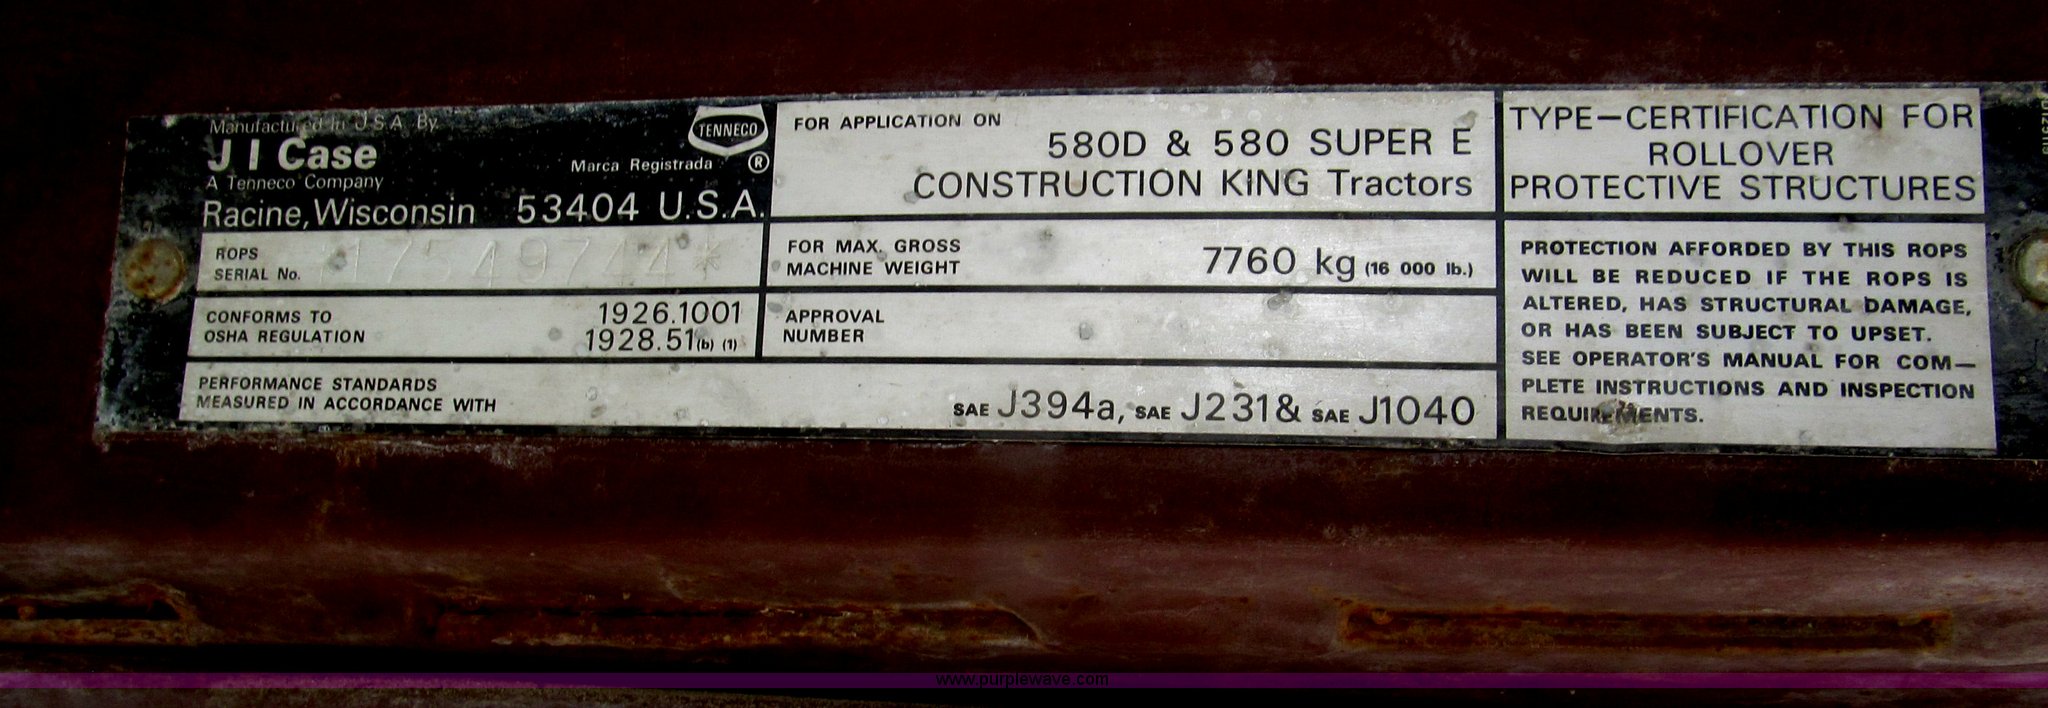 Manufactured in U.S.A. By
J I Case
A Tenneco Company
Racine, Wisconsin 53404 U.S.A.
TENNECO
Marca Registrada ®
ROPS
SERIAL No. *17549744*
CONFORMS TO
OSHA REGULATION
1926.1001
1928.51(b) (1)
FOR APPLICATION ON
580D & 580 SUPER E
CONSTRUCTION KING Tractors
FOR MAX. GROSS
MACHINE WEIGHT
7760 kg (16 000 lb.)
APPROVAL
NUMBER
PERFORMANCE STANDARDS
MEASURED IN ACCORDANCE WITH
SAE J394a, SAE J231& SAE J1040
TYPE—CERTIFICATION FOR
ROLLOVER
PROTECTIVE STRUCTURES
PROTECTION AFFORDED BY THIS ROPS
WILL BE REDUCED IF THE ROPS IS
ALTERED, HAS STRUCTURAL DAMAGE,
OR HAS BEEN SUBJECT TO UPSET.
SEE OPERATOR'S MANUAL FOR COM—
PLETE INSTRUCTIONS AND INSPECTION
REQUIREMENTS.
www.purplewave.com